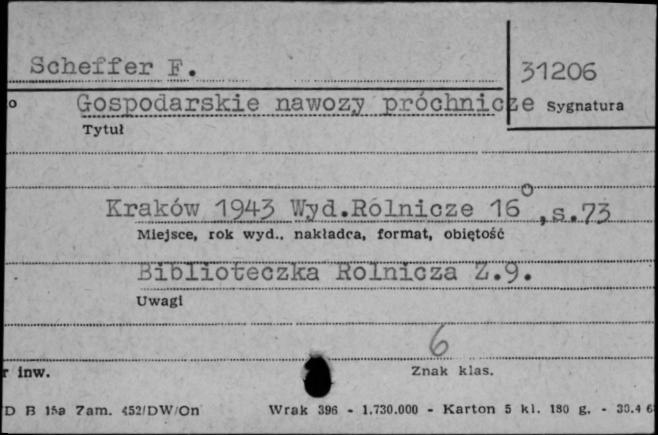 Scheffer F.
31206
o Gospodarskie nawozy próchnicze Sygnatura
Tytuł
Kraków 1943 Wyd.Rolnicze 16°,s.73
Miejsce, rok wyd., nakładca, format, objętość
Biblioteczka Rolnicza Z.9.
Uwagi
6
r inw. Znak klas.
D B 15a Zam. 452/DW/On Wrak 396 - 1.730.000 - Karton 5 kl. 180 g. - 30.4 6